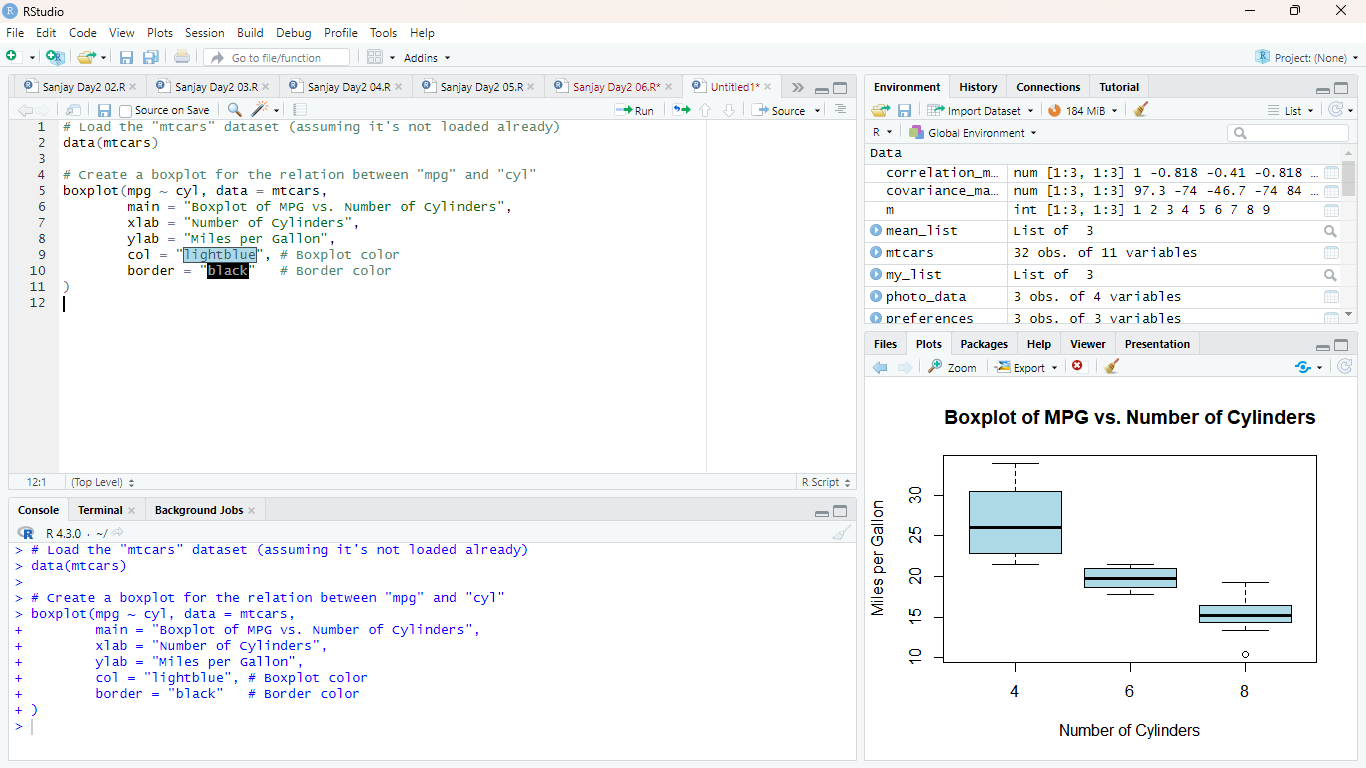 RStudio
File Edit Code View Plots Session Build Debug Profile Tools Help
Go to file/function Addins Project: (None)
Sanjay Day2 02.R Sanjay Day2 03.R Sanjay Day2 04.R Sanjay Day2 05.R Sanjay Day2 06.R* Untitled1*
Source on Save Run Source
1 # Load the "mtcars" dataset (assuming it's not loaded already)
2 data(mtcars)
3
4 # Create a boxplot for the relation between "mpg" and "cyl"
5 boxplot(mpg ~ cyl, data = mtcars,
6 main = "Boxplot of MPG vs. Number of Cylinders",
7 xlab = "Number of Cylinders",
8 ylab = "Miles per Gallon",
9 col = "lightblue", # Boxplot color
10 border = "black" # Border color
11 )
12
12:1 (Top Level) R Script
Console Terminal Background Jobs
R 4.3.0 · ~/
> # Load the "mtcars" dataset (assuming it's not loaded already)
> data(mtcars)
>
> # Create a boxplot for the relation between "mpg" and "cyl"
> boxplot(mpg ~ cyl, data = mtcars,
+ main = "Boxplot of MPG vs. Number of Cylinders",
+ xlab = "Number of Cylinders",
+ ylab = "Miles per Gallon",
+ col = "lightblue", # Boxplot color
+ border = "black" # Border color
+ )
>
Environment History Connections Tutorial
Import Dataset 184 MiB List
R Global Environment
Data
correlation_m… num [1:3, 1:3] 1 -0.818 -0.41 -0.818 …
covariance_ma… num [1:3, 1:3] 97.3 -74 -46.7 -74 84 …
m int [1:3, 1:3] 1 2 3 4 5 6 7 8 9
mean_list List of 3
mtcars 32 obs. of 11 variables
my_list List of 3
photo_data 3 obs. of 4 variables
preferences 3 obs. of 3 variables
Files Plots Packages Help Viewer Presentation
Zoom Export
Boxplot of MPG vs. Number of Cylinders
Miles per Gallon
30
25
20
15
10
4 6 8
Number of Cylinders